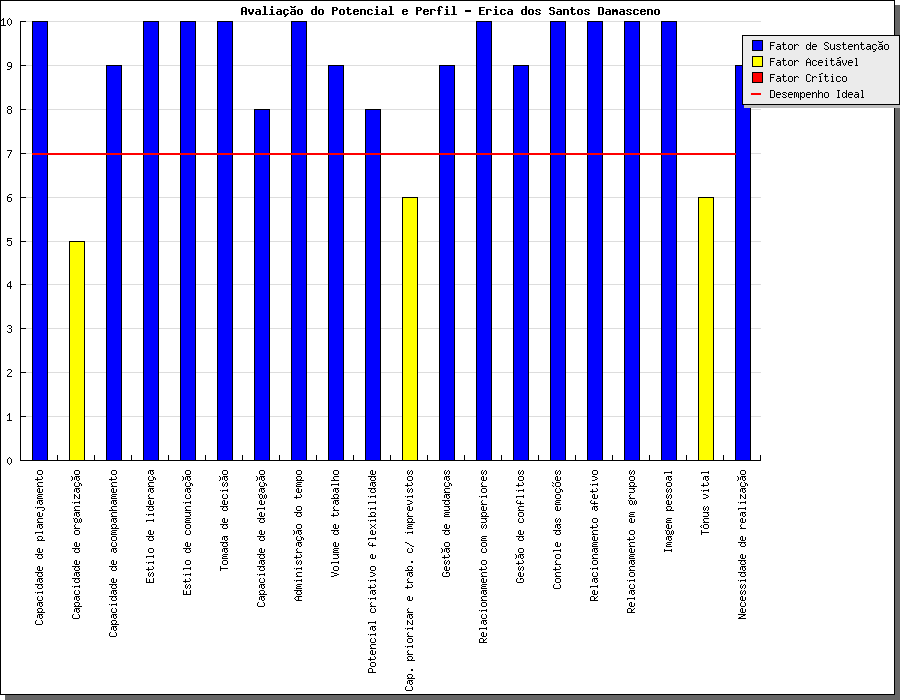 Avaliação do Potencial e Perfil - Erica dos Santos Damasceno
Fator de Sustentação
Fator Aceitável
Fator Crítico
Desempenho Ideal
10
9
8
7
6
5
4
3
2
1
0
Capacidade de planejamento
Capacidade de organização
Capacidade de acompanhamento
Estilo de liderança
Estilo de comunicação
Tomada de decisão
Capacidade de delegação
Administração do tempo
Volume de trabalho
Potencial criativo e flexibilidade
Cap. priorizar e trab. c/ imprevistos
Gestão de mudanças
Relacionamento com superiores
Gestão de conflitos
Controle das emoções
Relacionamento afetivo
Relacionamento em grupos
Imagem pessoal
Tônus vital
Necessidade de realização